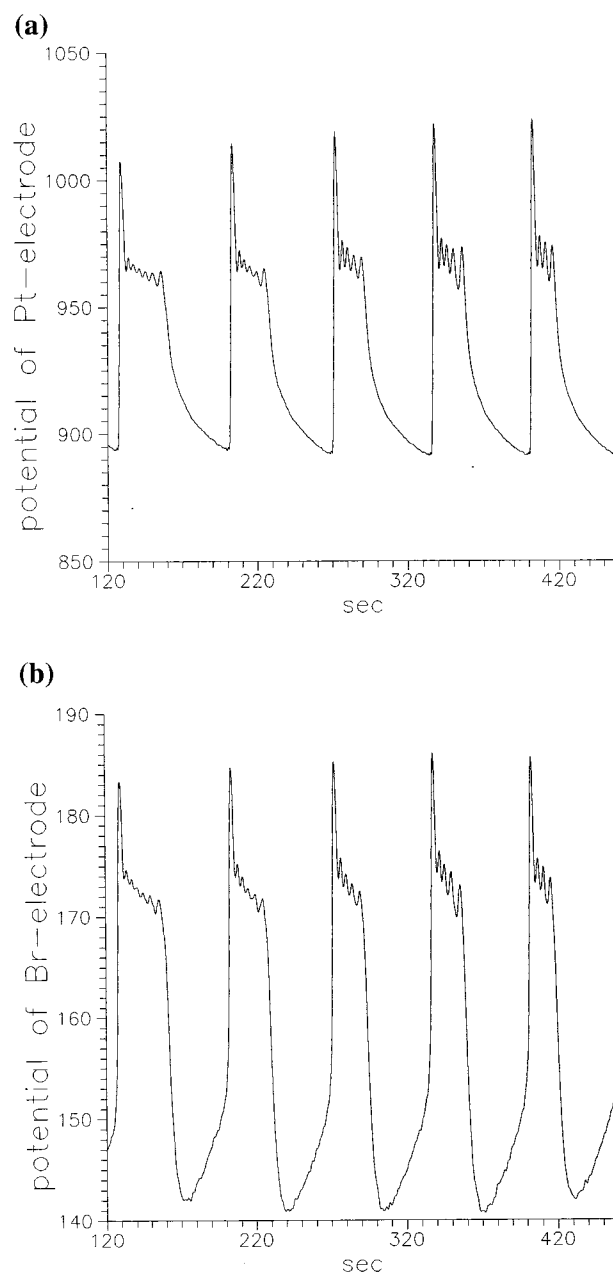 (a)
potential of Pt-electrode
1050
1000
950
900
850
120 220 320 420
sec
(b)
potential of Br-electrode
190
180
170
160
150
140
120 220 320 420
sec